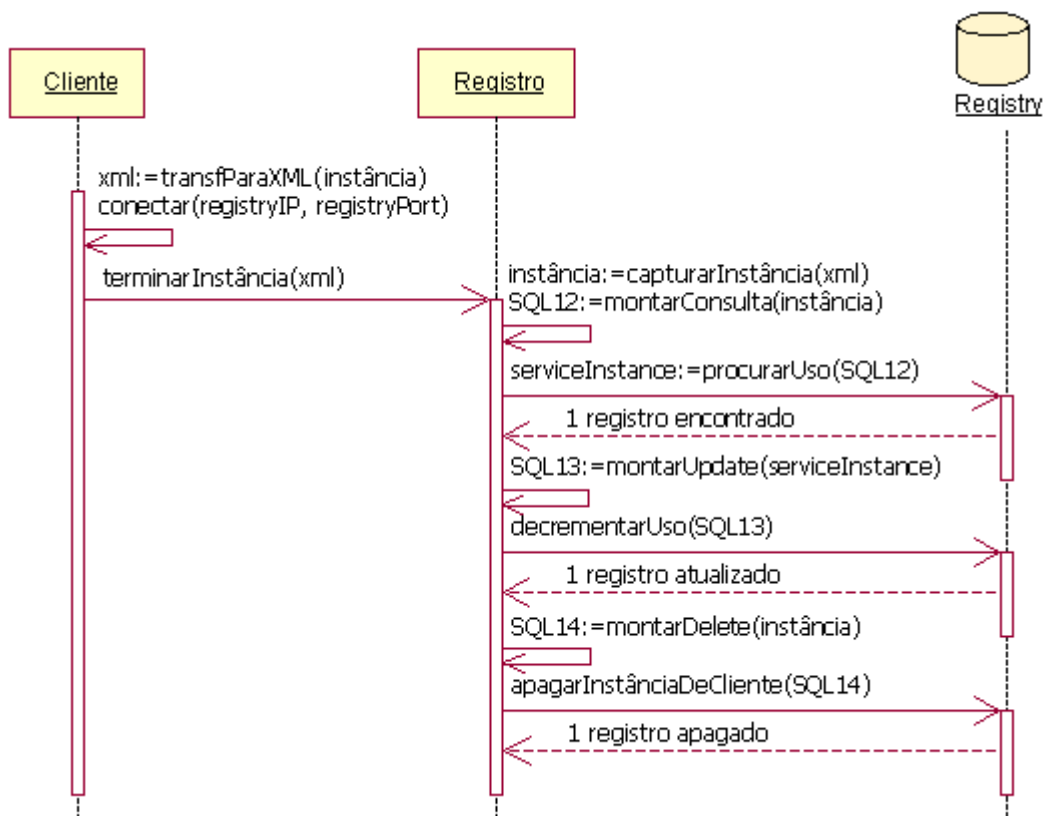 Cliente
Registro
Registry
xml:=transfParaXML(instância)
conectar(registryIP, registryPort)
terminarInstância(xml)
instância:=capturarInstância(xml)
SQL12:=montarConsulta(instância)
serviceInstance:=procurarUso(SQL12)
1 registro encontrado
SQL13:=montarUpdate(serviceInstance)
decrementarUso(SQL13)
1 registro atualizado
SQL14:=montarDelete(instância)
apagarInstânciaDeCliente(SQL14)
1 registro apagado